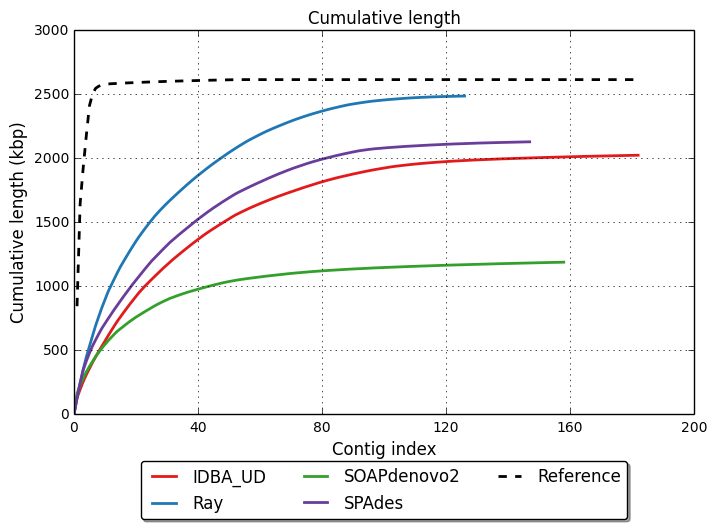 Cumulative length
3000
2500
2000
1500
1000
500
0
Cumulative length (kbp)
0 40 80 120 160 200
Contig index
IDBA_UD SOAPdenovo2 Reference
Ray SPAdes